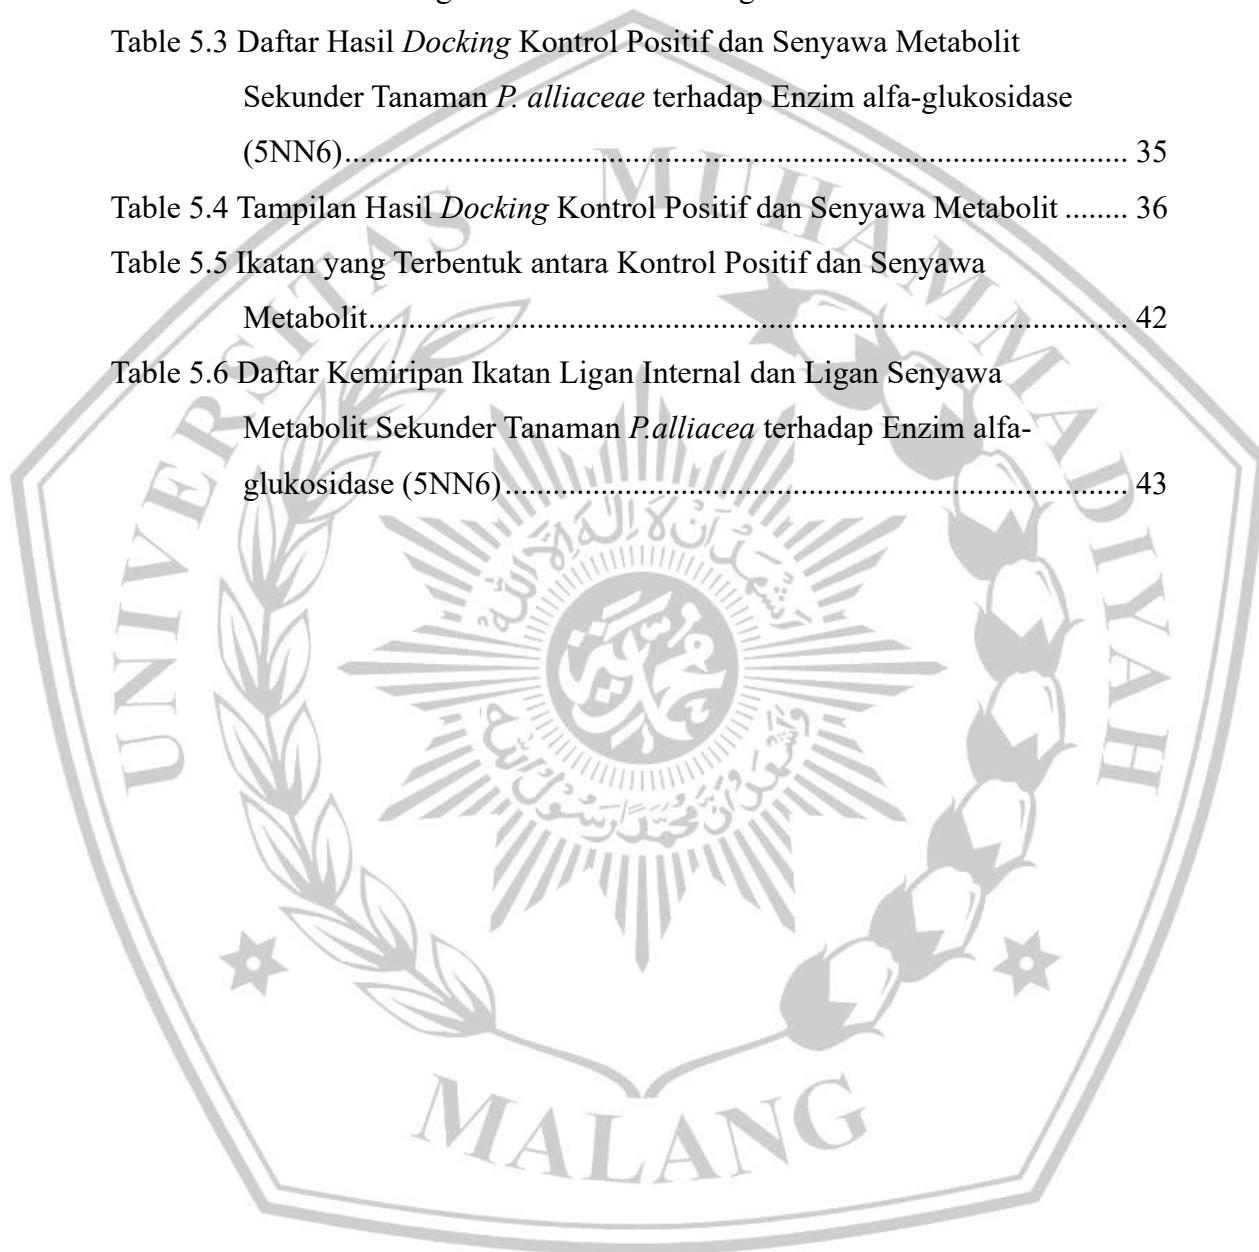 Table 5.3 Daftar Hasil Docking Kontrol Positif dan Senyawa Metabolit
Sekunder Tanaman P. alliaceae terhadap Enzim alfa-glukosidase
(5NN6)................................................................................................. 35
Table 5.4 Tampilan Hasil Docking Kontrol Positif dan Senyawa Metabolit ........ 36
Table 5.5 Ikatan yang Terbentuk antara Kontrol Positif dan Senyawa
Metabolit.............................................................................................. 42
Table 5.6 Daftar Kemiripan Ikatan Ligan Internal dan Ligan Senyawa
Metabolit Sekunder Tanaman P.alliacea terhadap Enzim alfa-
glukosidase (5NN6)............................................................................. 43
UNIVERSITAS MUHAMMADIYAH
MALANG